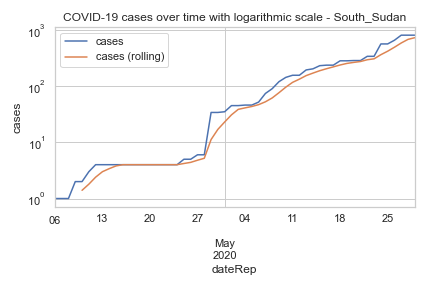 COVID-19 cases over time with logarithmic scale - South_Sudan
cases
cases (rolling)
10³
10²
10¹
10⁰
cases
06 13 20 27 04 11 18 25
May
2020
dateRep